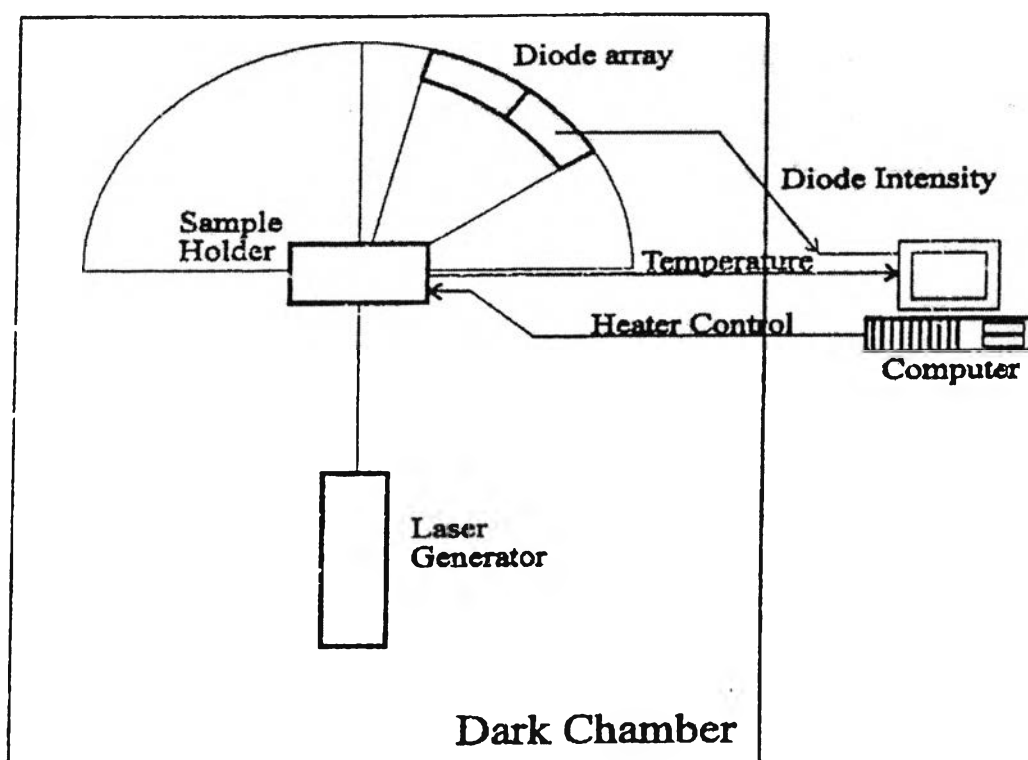 Diode array
Diode Intensity
Sample
Holder
Temperature
Heater Control
Computer
Laser
Generator
Dark Chamber